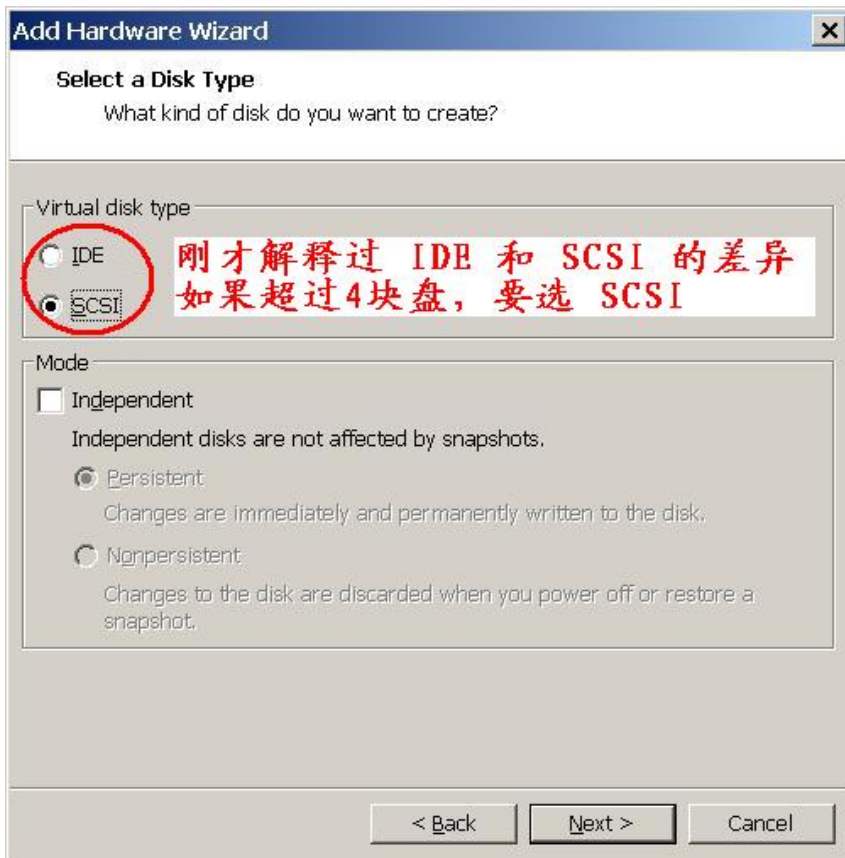 Add Hardware Wizard
Select a Disk Type
What kind of disk do you want to create?
Virtual disk type
IDE
SCSI
刚才解释过 IDE 和 SCSI 的差异
如果超过4块盘，要选 SCSI
Mode
Independent
Independent disks are not affected by snapshots.
Persistent
Changes are immediately and permanently written to the disk.
Nonpersistent
Changes to the disk are discarded when you power off or restore a
snapshot.
< Back
Next >
Cancel